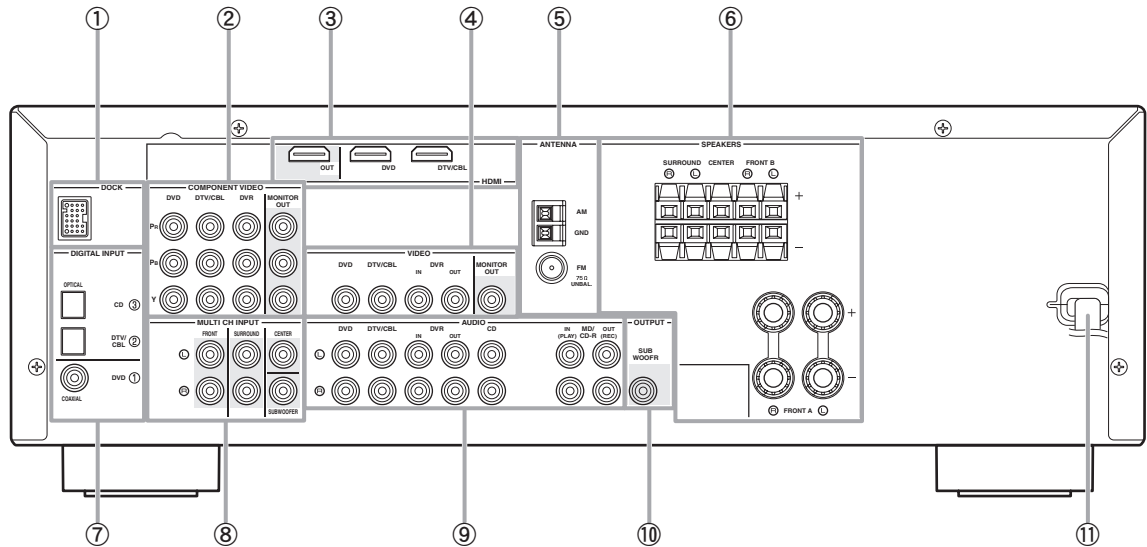 ① ② ③ ④ ⑤ ⑥
OUT DVD DTV/CBL
HDMI
DOCK
COMPONENT VIDEO
DVD DTV/CBL DVR MONITOR OUT
PR
PB
Y
ANTENNA
AM
GND
FM
75Ω
UNBAL.
SPEAKERS
SURROUND CENTER FRONT B
R L R L
+
–
DIGITAL INPUT
OPTICAL
CD ③
DTV/
CBL ②
DVD ①
COAXIAL
VIDEO
DVD DTV/CBL DVR MONITOR
IN OUT OUT
MULTI CH INPUT
FRONT SURROUND CENTER
L
R
SUBWOOFER
AUDIO
DVD DTV/CBL DVR CD IN MD/ OUT
IN OUT (PLAY) CD-R (REC)
L
R
OUTPUT
SUB
WOOFR
+
–
R FRONT A L
⑦ ⑧ ⑨ ⑩ ⑪